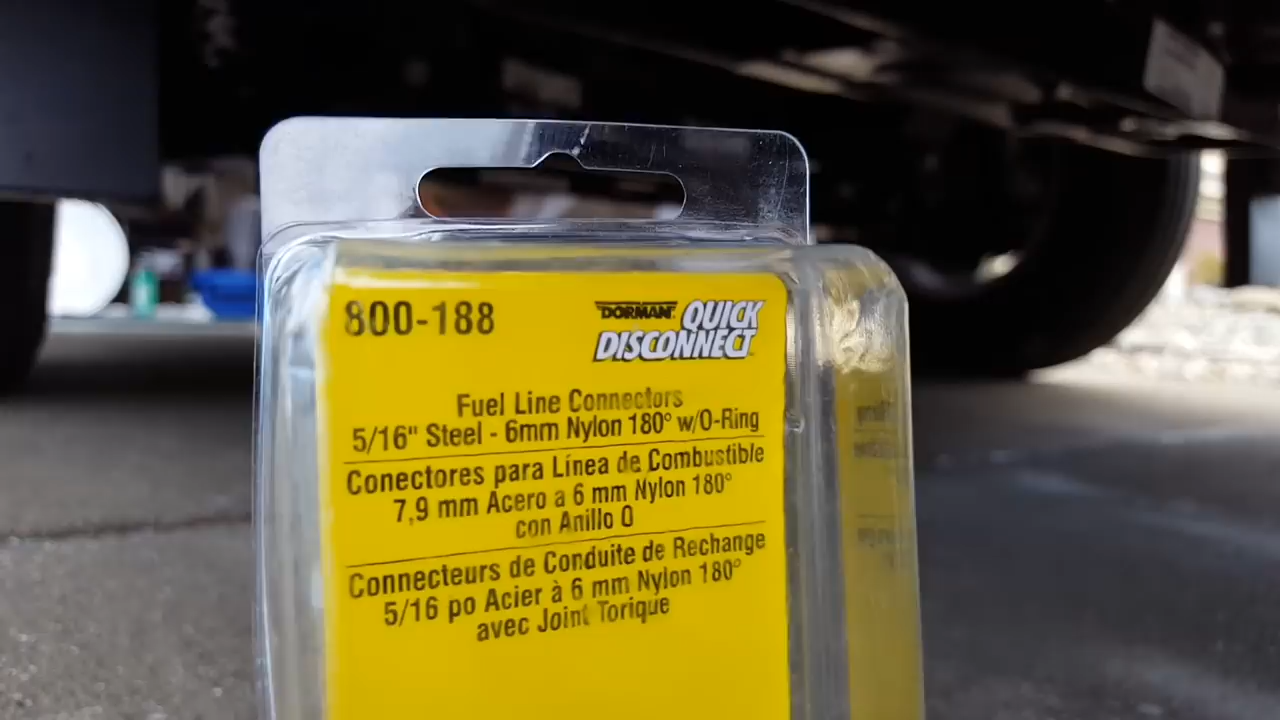 800-188
DORMAN QUICK
DISCONNECT
Fuel Line Connectors
5/16" Steel - 6mm Nylon 180° w/O-Ring
Conectores para Línea de Combustible
7,9 mm Acero a 6 mm Nylon 180°
con Anillo O
Connecteurs de Conduite de Rechange
5/16 po Acier à 6 mm Nylon 180°
avec Joint Torique